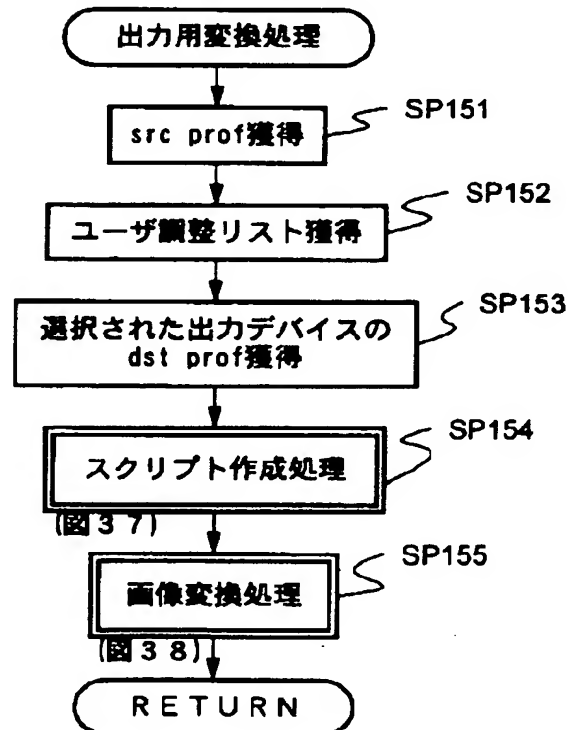 出力用変換処理
SP151
src prof獲得
SP152
ユーザ調整リスト獲得
SP153
選択された出力デバイスの
dst prof獲得
SP154
スクリプト作成処理
(図37)
SP155
画像変換処理
(図38)
RETURN